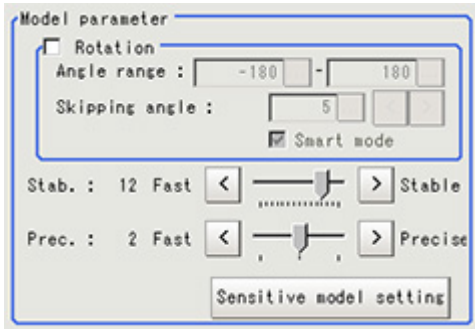 Model parameter
Rotation
Angle range : -180 - 180
Skipping angle : 5 < >
Smart mode
Stab. : 12 Fast < > Stable
Prec. : 2 Fast < > Precise
Sensitive model setting